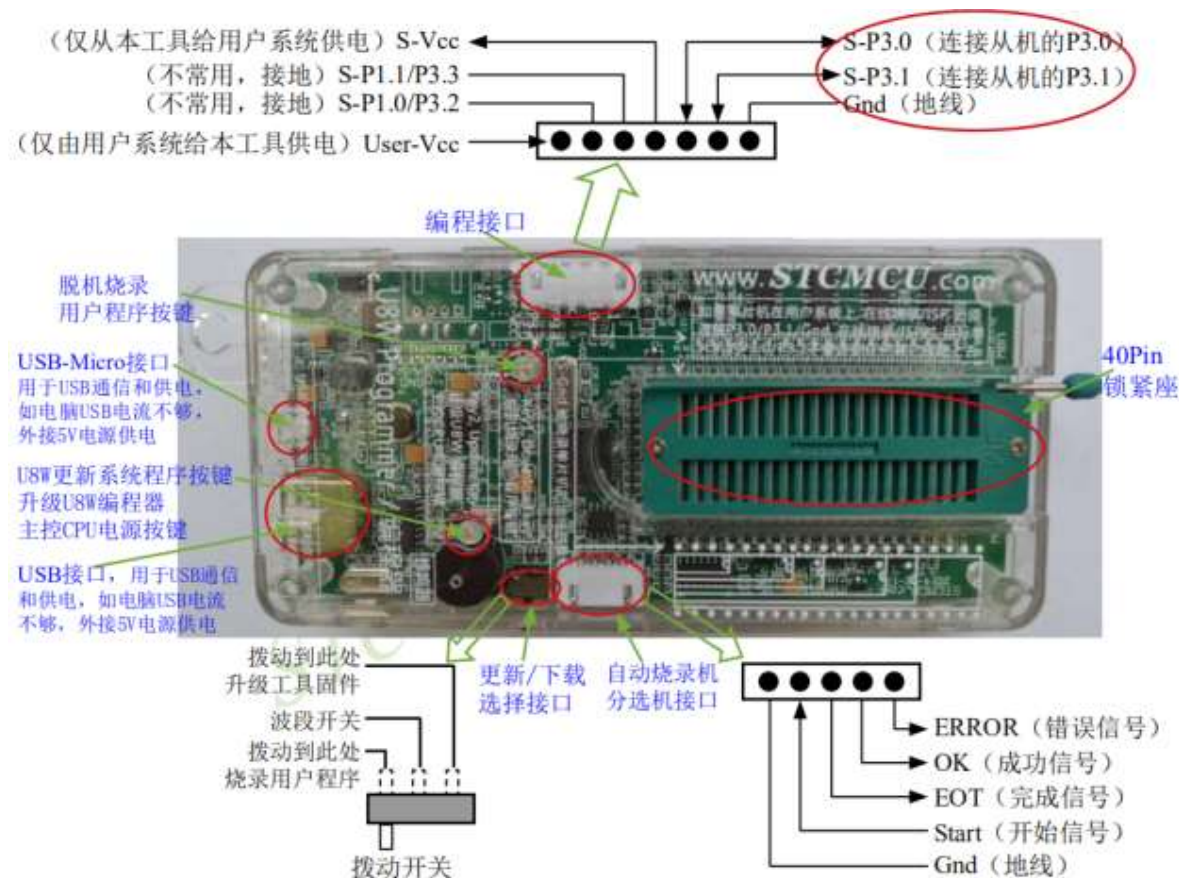 （仅从本工具给用户系统供电）S-Vcc
（不常用，接地）S-P1.1/P3.3
（不常用，接地）S-P1.0/P3.2
（仅由用户系统给本工具供电）User-Vcc
S-P3.0（连接从机的P3.0）
S-P3.1（连接从机的P3.1）
Gnd（地线）
编程接口
脱机烧录
用户程序按键
USB-Micro接口
用于USB通信和供电，
如电脑USB电流不够，
外接5V电源供电
U8W更新系统程序按键
升级U8W编程器
主控CPU电源按键
USB接口，用于USB通信
和供电，如电脑USB电流
不够，外接5V电源供电
www.STCMCU.com
U8W Programmer
40Pin
锁紧座
拨动到此处
升级工具固件
波段开关
拨动到此处
烧录用户程序
拨动开关
更新/下载
选择接口
自动烧录机
分选机接口
ERROR（错误信号）
OK（成功信号）
EOT（完成信号）
Start（开始信号）
Gnd（地线）